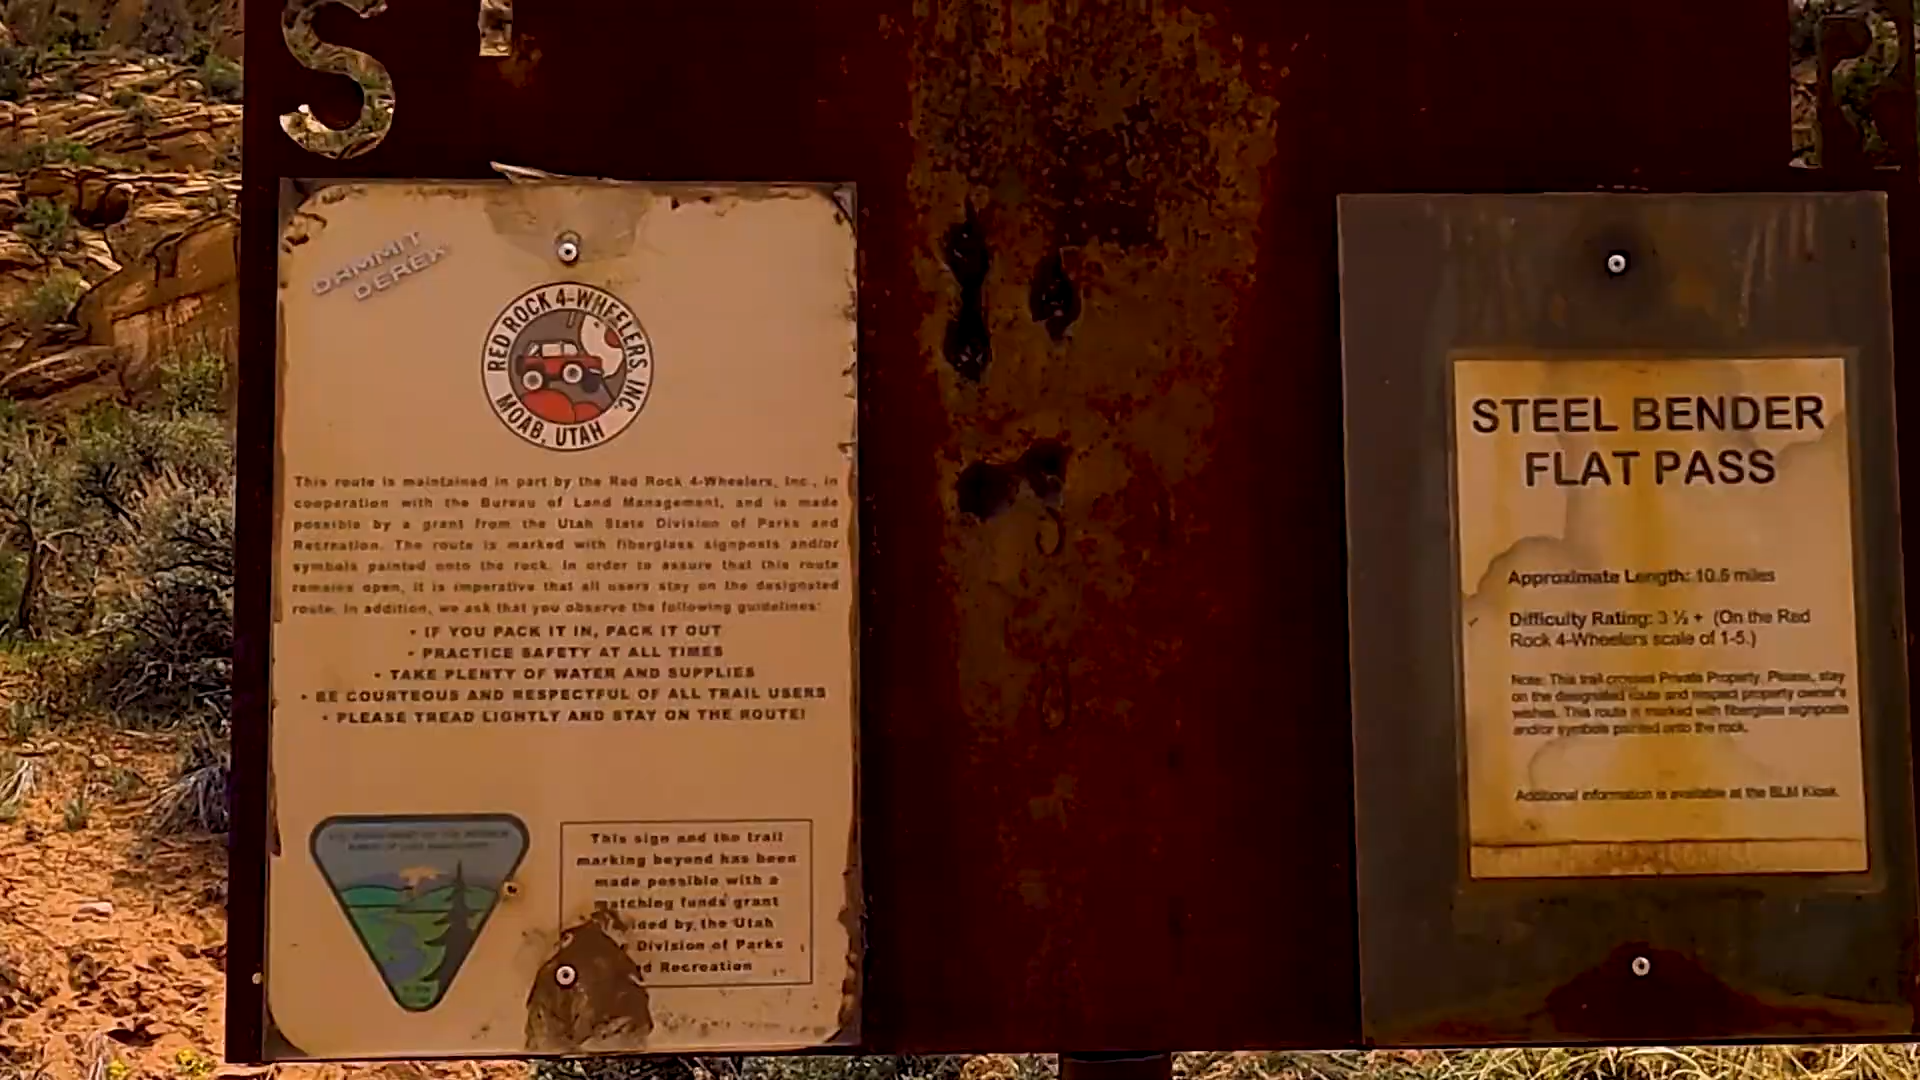 S
DAMMIT
DEREK
RED ROCK 4-WHEELERS, INC.
MOAB, UTAH
This route is maintained in part by the Red Rock 4-Wheelers, Inc., in
cooperation with the Bureau of Land Management, and is made
possible by a grant from the Utah State Division of Parks and
Recreation. The route is marked with fiberglass signposts and/or
symbols painted onto the rock. In order to assure that this route
remains open, it is imperative that all users stay on the designated
route. In addition, we ask that you observe the following guidelines:
• IF YOU PACK IT IN, PACK IT OUT
• PRACTICE SAFETY AT ALL TIMES
• TAKE PLENTY OF WATER AND SUPPLIES
• BE COURTEOUS AND RESPECTFUL OF ALL TRAIL USERS
• PLEASE TREAD LIGHTLY AND STAY ON THE ROUTE!
This sign and the trail
marking beyond has been
made possible with a
matching funds grant
by the Utah
Division of Parks
Recreation
STEEL BENDER
FLAT PASS
Approximate Length: 10.5 miles
Difficulty Rating: 3 ½ + (On the Red
Rock 4-Wheelers scale of 1-5.)
Note: This trail crosses Private Property. Please, stay
on the designated route and respect property owner's
wishes. This route is marked with fiberglass signposts
and/or symbols painted onto the rock.
Additional information is available at the BLM Kiosk.